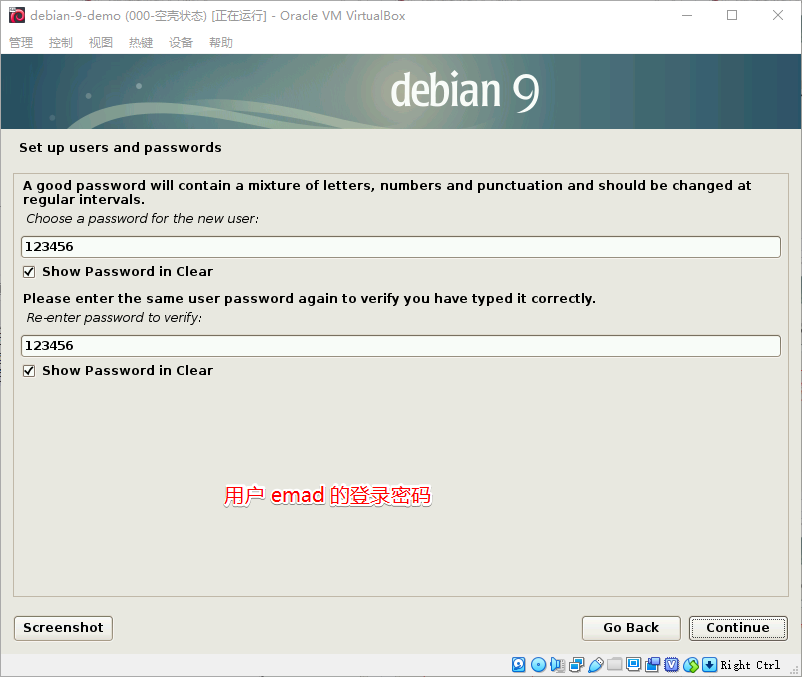 debian-9-demo (000-空壳状态) [正在运行] - Oracle VM VirtualBox
管理 控制 视图 热键 设备 帮助
debian 9
Set up users and passwords
A good password will contain a mixture of letters, numbers and punctuation and should be changed at
regular intervals.
Choose a password for the new user:
123456
Show Password in Clear
Please enter the same user password again to verify you have typed it correctly.
Re-enter password to verify:
123456
Show Password in Clear
用户 emad 的登录密码
Screenshot Go Back Continue
Right Ctrl